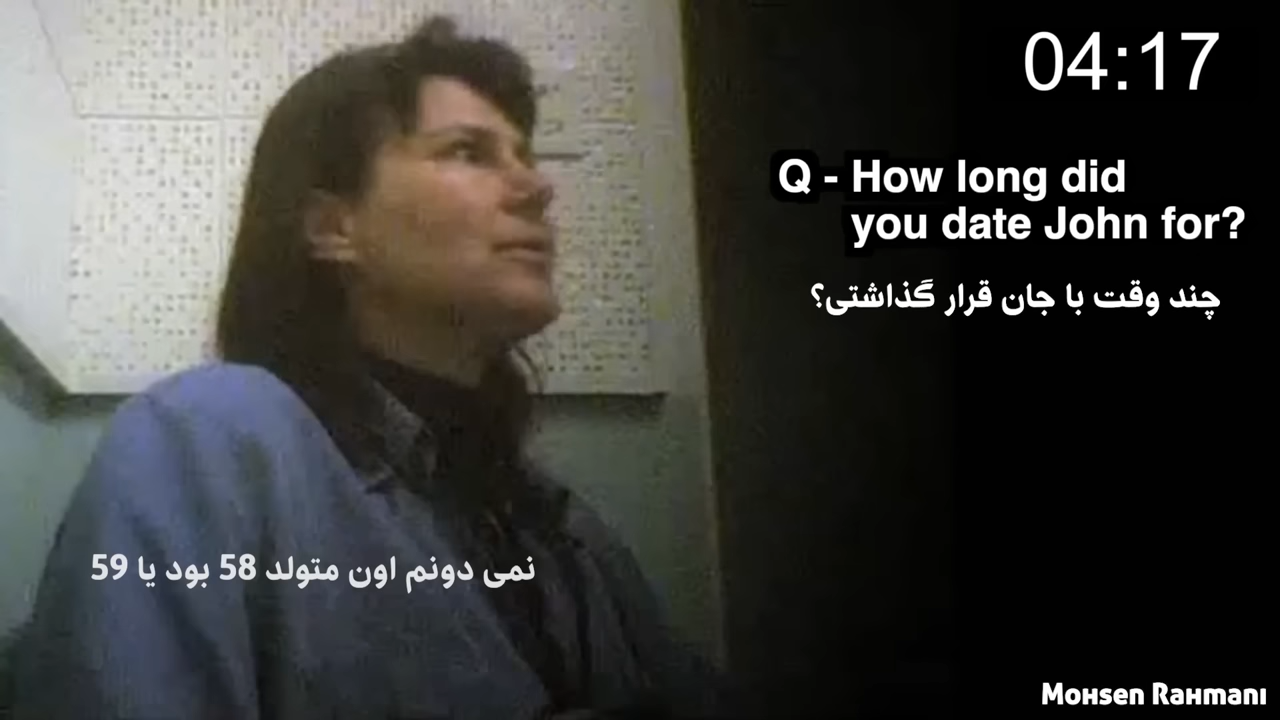 04:17
Q - How long did
you date John for?
چند وقت با جان قرار گذاشتی؟
نمی دونم اون متولد 58 بود یا 59
Mohsen Rahmani